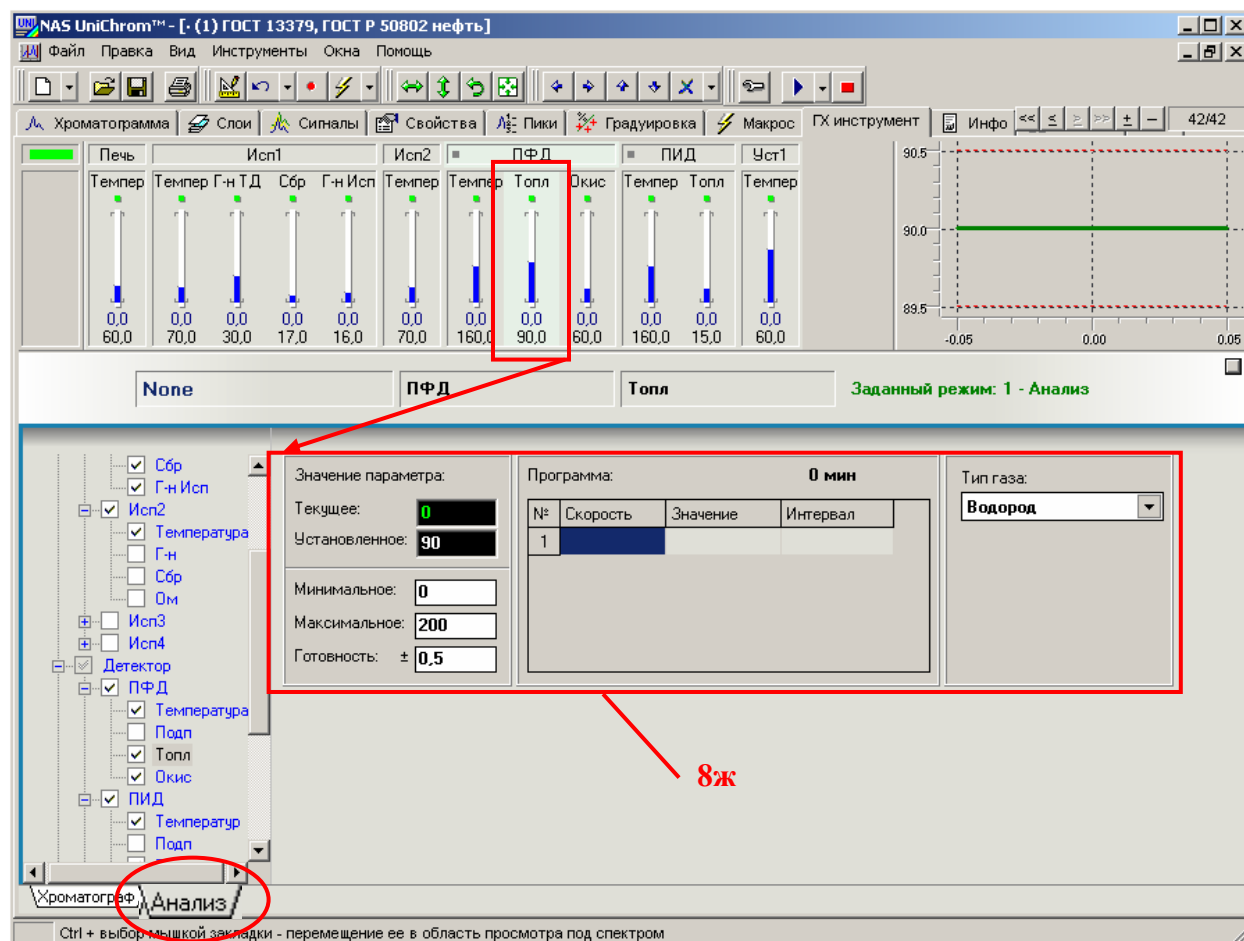 NAS UniChrom™ - [· (1) ГОСТ 13379, ГОСТ Р 50802 нефть]
Файл Правка Вид Инструменты Окна Помощь
Хроматограмма Слои Сигналы Свойства Пики Градуировка Макрос ГХ инструмент Инфо << < > >> + − 42/42
Печь Исп1 Исп2 ПФД ПИД Уст1
Темпер Темпер Г-н ТД Сбр Г-н Исп Темпер Темпер Топл Окис Темпер Топл Темпер
0,0 0,0 0,0 0,0 0,0 0,0 0,0 0,0 0,0 0,0 0,0 0,0
60,0 70,0 30,0 17,0 16,0 70,0 160,0 90,0 60,0 160,0 15,0 60,0
90.5
90.0
89.5
-0.05 0.00 0.05
None ПФД Топл Заданный режим: 1 - Анализ
Сбр
Г-н Исп
Исп2
Температура
Г-н
Сбр
Ом
Исп3
Исп4
Детектор
ПФД
Температура
Подп
Топл
Окис
ПИД
Температур
Подп
Значение параметра:
Текущее: 0
Установленное: 90
Минимальное: 0
Максимальное: 200
Готовность: ± 0,5
Программа: 0 мин
№ Скорость Значение Интервал
1
Тип газа:
Водород
8ж
Хроматограф Анализ
Ctrl + выбор мышкой закладки - перемещение ее в область просмотра под спектром